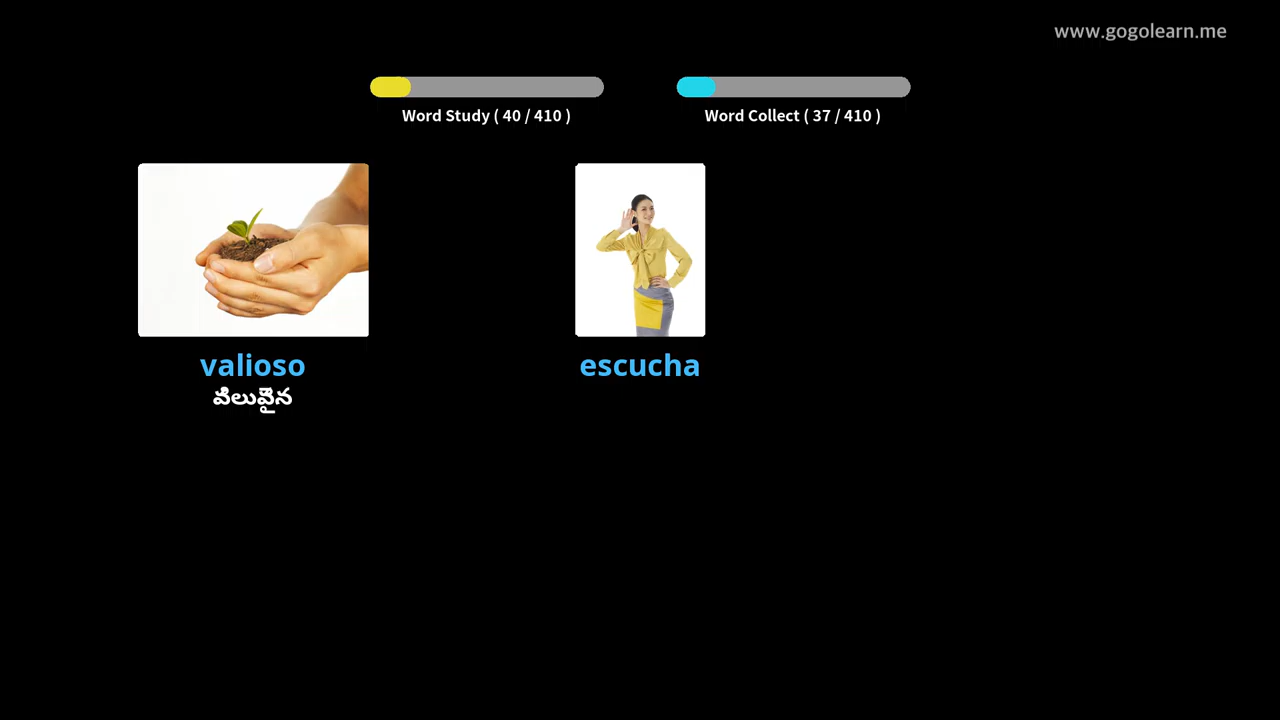 www.gogolearn.me
Word Study ( 40 / 410 )
Word Collect ( 37 / 410 )
valioso
విలువైన
escucha